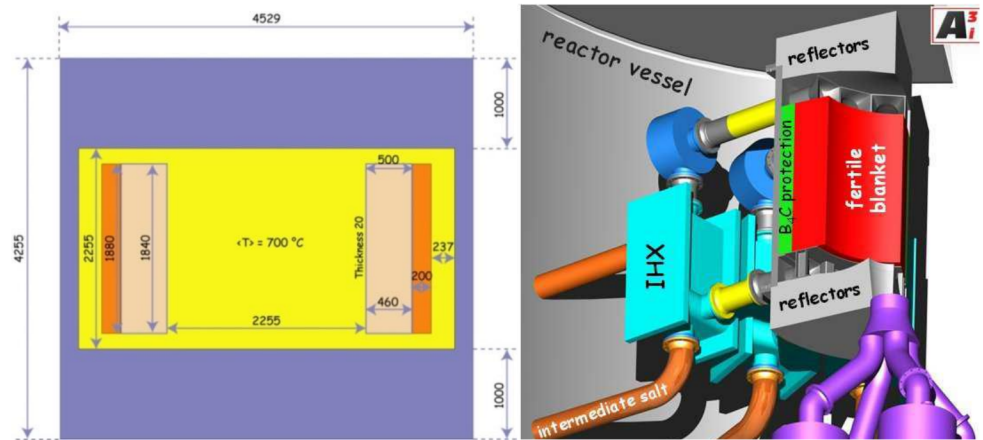 4529
1000
500
4255
2255
1880
1840
<T> = 700 °C
Thickness 20
237
200
460
2255
1000
A³i
reactor vessel
reflectors
B₄C protection
fertile
blanket
IHX
reflectors
intermediate salt